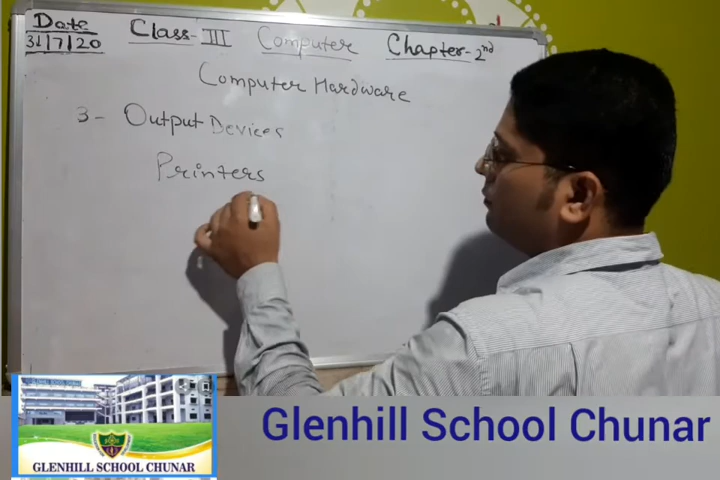 Date
31/7/20
Class-III Computer Chapter-2nd
Computer Hardware
3- Output Devices
Printers
GLENHILL SCHOOL CHUNAR
Glenhill School Chunar